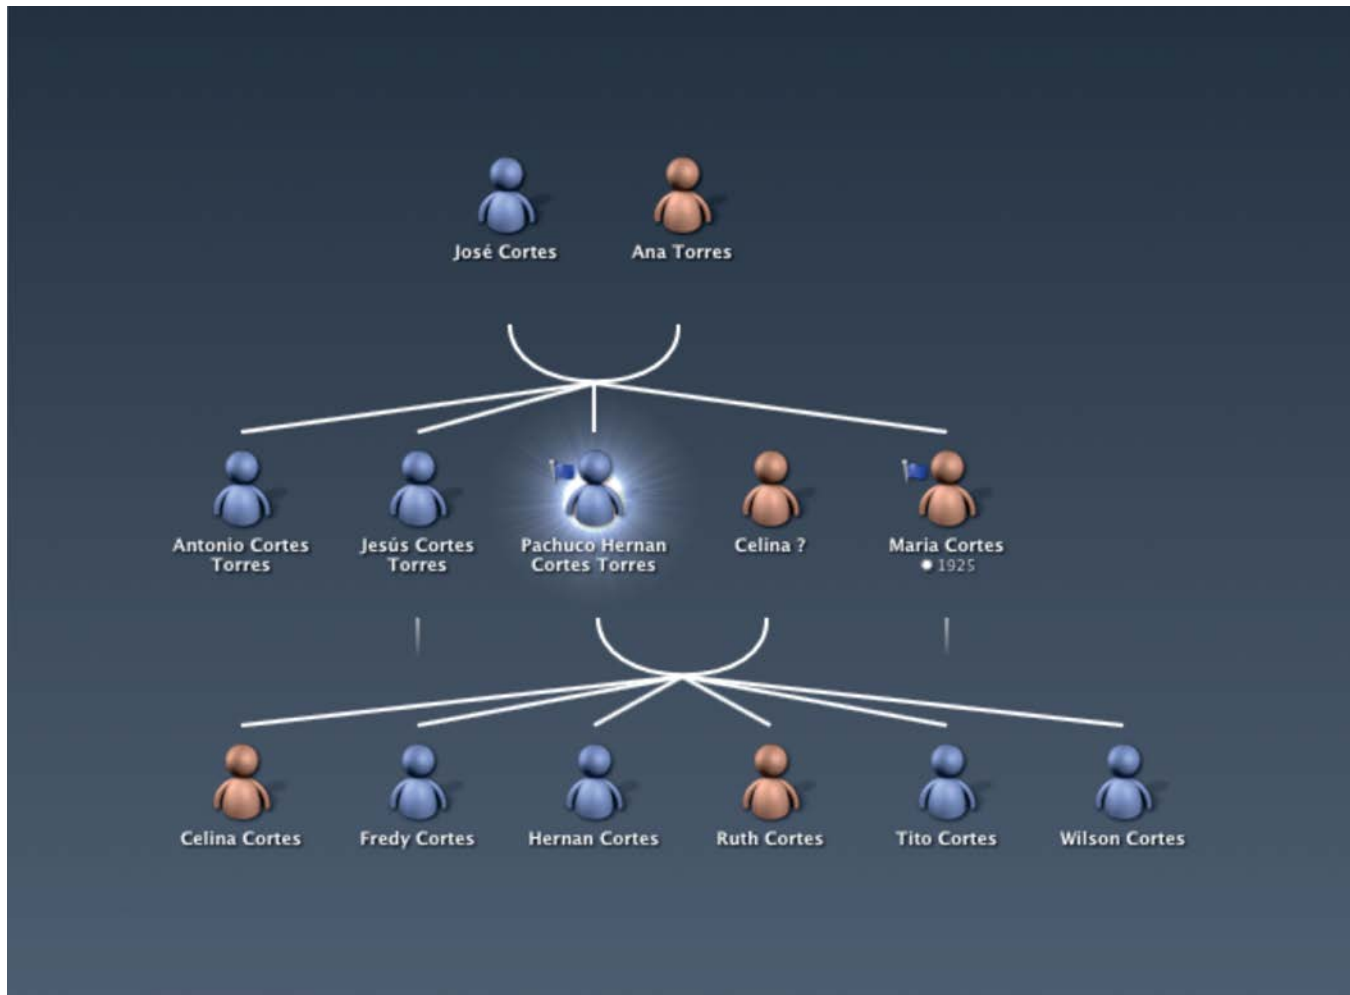 José Cortes
Ana Torres
Antonio Cortes
Torres
Jesús Cortes
Torres
Pachuco Hernan
Cortes Torres
Celina ?
Maria Cortes
1925
Celina Cortes
Fredy Cortes
Hernan Cortes
Ruth Cortes
Tito Cortes
Wilson Cortes